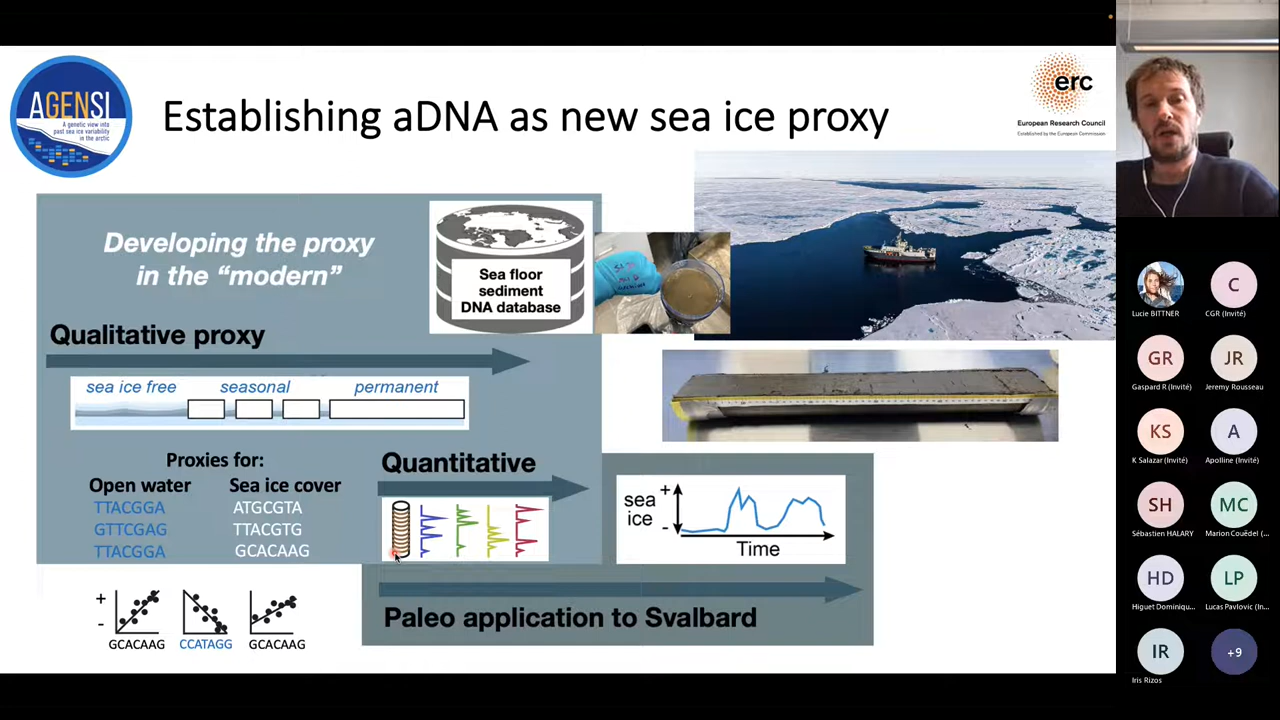 AGENSI
A genetic view into
past sea ice variability
in the arctic
Establishing aDNA as new sea ice proxy
erc
European Research Council
Established by the European Commission
Developing the proxy
in the “modern”
Sea floor
sediment
DNA database
Qualitative proxy
sea ice free seasonal permanent
Proxies for:
Open water Sea ice cover
TTACGGA ATGCGTA
GTTCGAG TTACGTG
TTACGGA GCACAAG
Quantitative
sea
ice
+
-
Time
Paleo application to Svalbard
+
-
GCACAAG CCATAGG GCACAAG
Lucie BITTNER
C
CGR (Invité)
GR
Gaspard R (Invité)
JR
Jeremy Rousseau
KS
K Salazar (Invité)
A
Apolline (Invité)
SH
Sébastien HALARY
MC
Marion Couëdel (...
HD
Higuet Dominiqu...
LP
Lucas Pavlovic (In...
IR
Iris Rizos
+9